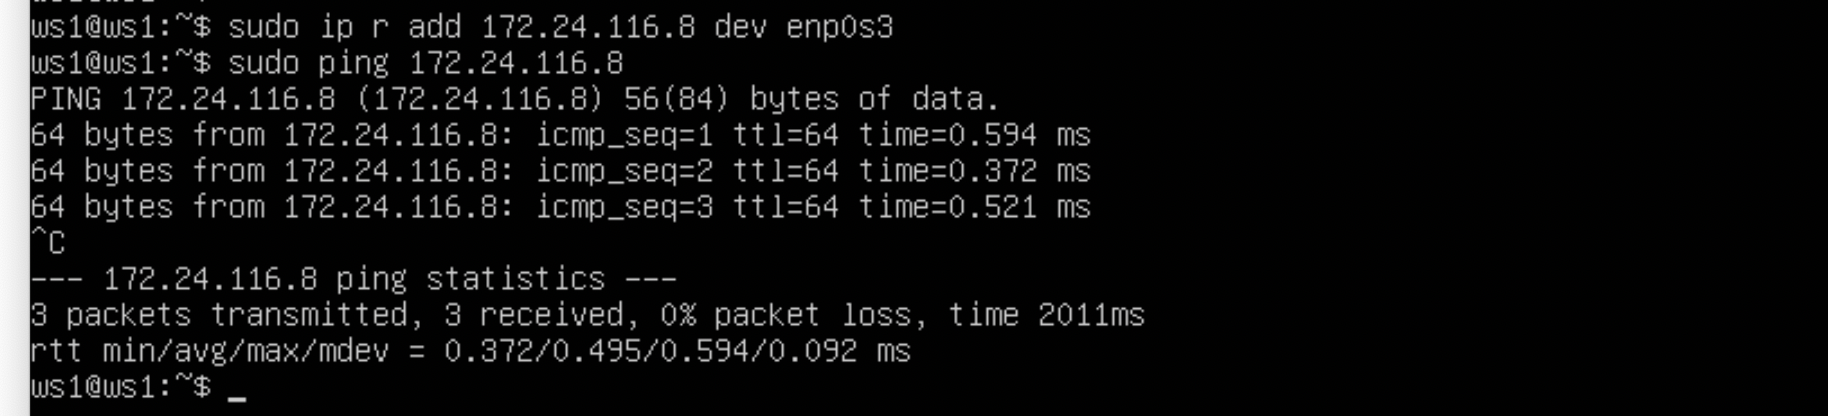 ws1@ws1:~$ sudo ip r add 172.24.116.8 dev enp0s3
ws1@ws1:~$ sudo ping 172.24.116.8
PING 172.24.116.8 (172.24.116.8) 56(84) bytes of data.
64 bytes from 172.24.116.8: icmp_seq=1 ttl=64 time=0.594 ms
64 bytes from 172.24.116.8: icmp_seq=2 ttl=64 time=0.372 ms
64 bytes from 172.24.116.8: icmp_seq=3 ttl=64 time=0.521 ms
^C
--- 172.24.116.8 ping statistics ---
3 packets transmitted, 3 received, 0% packet loss, time 2011ms
rtt min/avg/max/mdev = 0.372/0.495/0.594/0.092 ms
ws1@ws1:~$ _